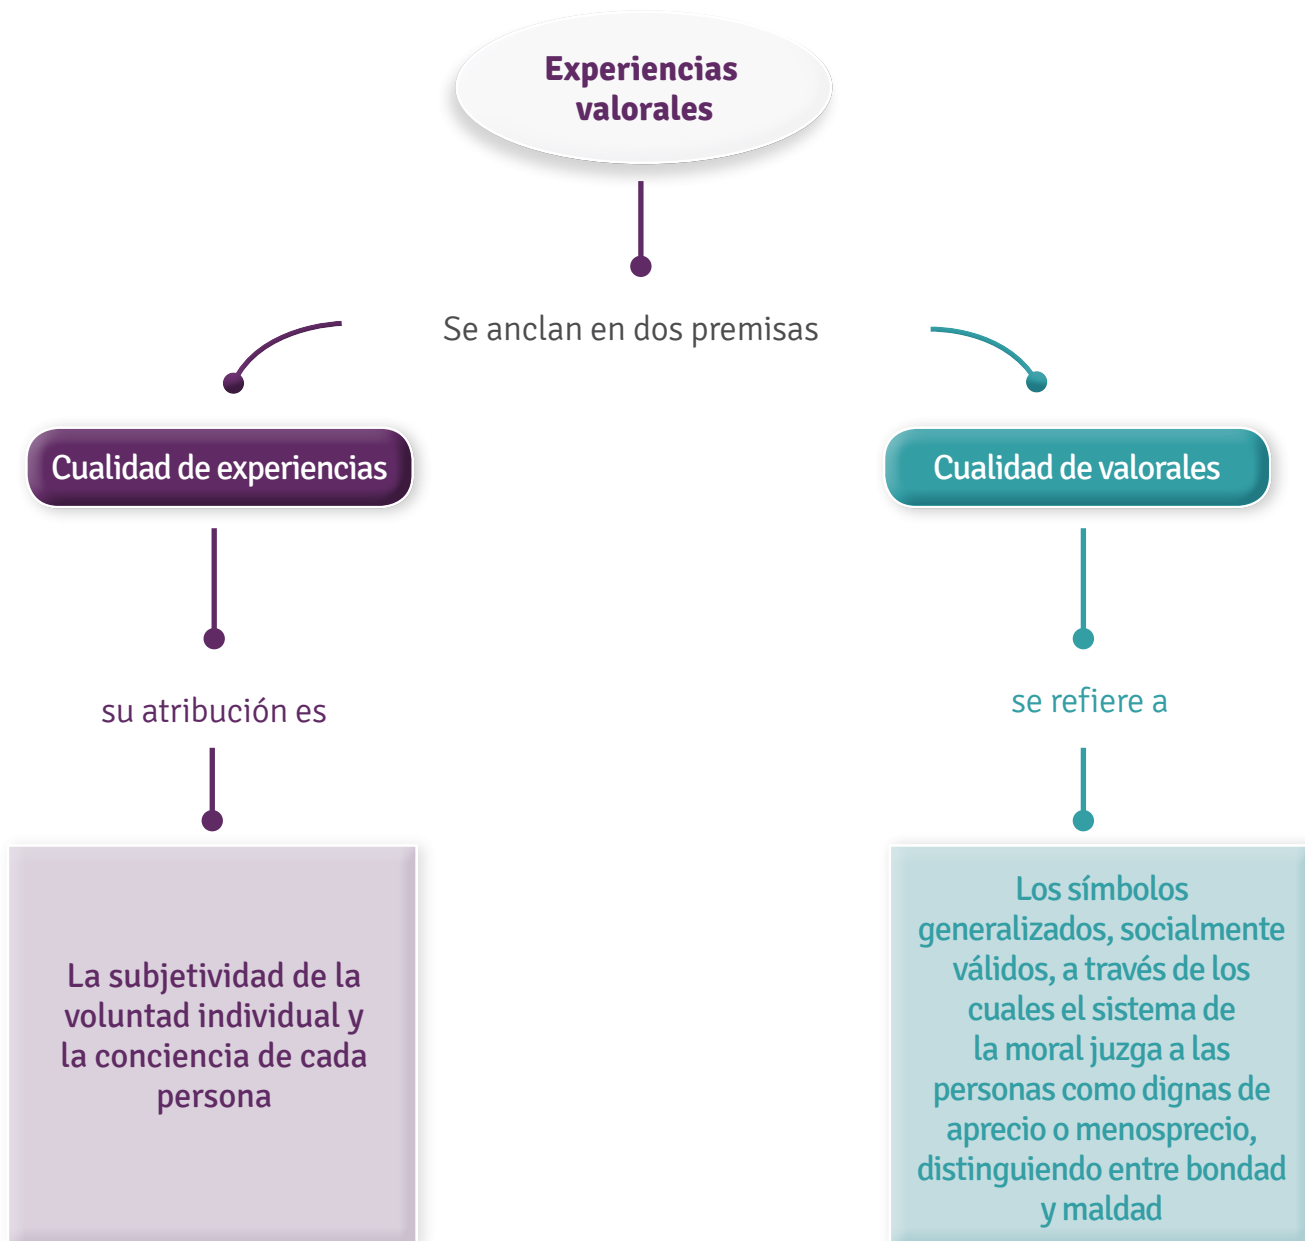 Experiencias
valorales
Se anclan en dos premisas
Cualidad de experiencias
su atribución es
La subjetividad de la
voluntad individual y
la conciencia de cada
persona
Cualidad de valorales
se refiere a
Los símbolos
generalizados, socialmente
válidos, a través de los
cuales el sistema de
la moral juzga a las
personas como dignas de
aprecio o menosprecio,
distinguiendo entre bondad
y maldad